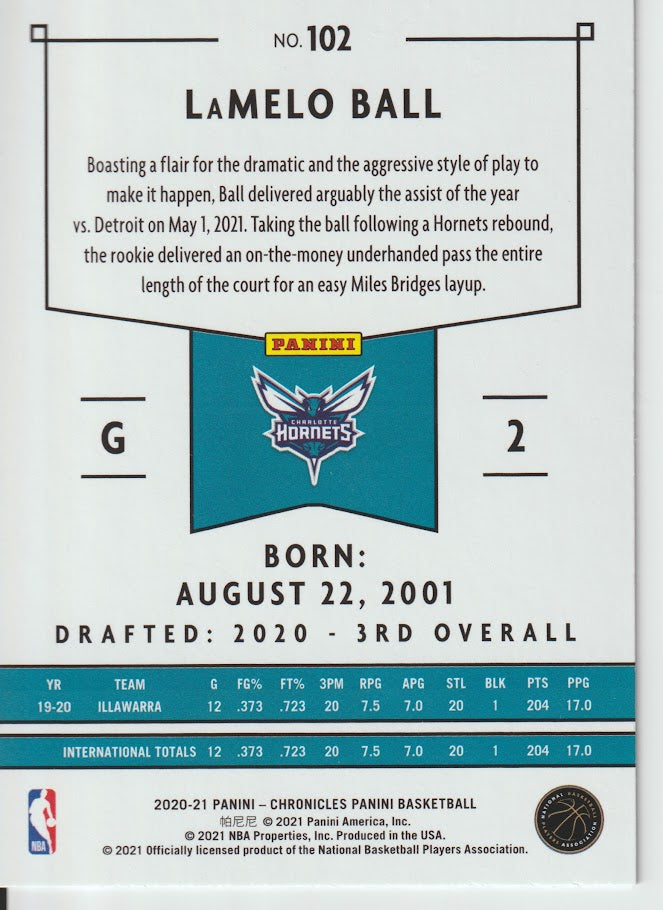 NO. 102
LaMELO BALL
Boasting a flair for the dramatic and the aggressive style of play to
make it happen, Ball delivered arguably the assist of the year
vs. Detroit on May 1, 2021. Taking the ball following a Hornets rebound,
the rookie delivered an on-the-money underhanded pass the entire
length of the court for an easy Miles Bridges layup.
PANINI
CHARLOTTE
HORNETS
G
2
BORN:
AUGUST 22, 2001
DRAFTED: 2020 - 3RD OVERALL
YR TEAM G FG% FT% 3PM RPG APG STL BLK PTS PPG
19-20 ILLAWARRA 12 .373 .723 20 7.5 7.0 20 1 204 17.0
INTERNATIONAL TOTALS 12 .373 .723 20 7.5 7.0 20 1 204 17.0
2020-21 PANINI – CHRONICLES PANINI BASKETBALL
帕尼尼 © 2021 Panini America, Inc.
© 2021 NBA Properties, Inc. Produced in the USA.
© 2021 Officially licensed product of the National Basketball Players Association.
NBA
NATIONAL BASKETBALL
PLAYERS ASSOCIATION